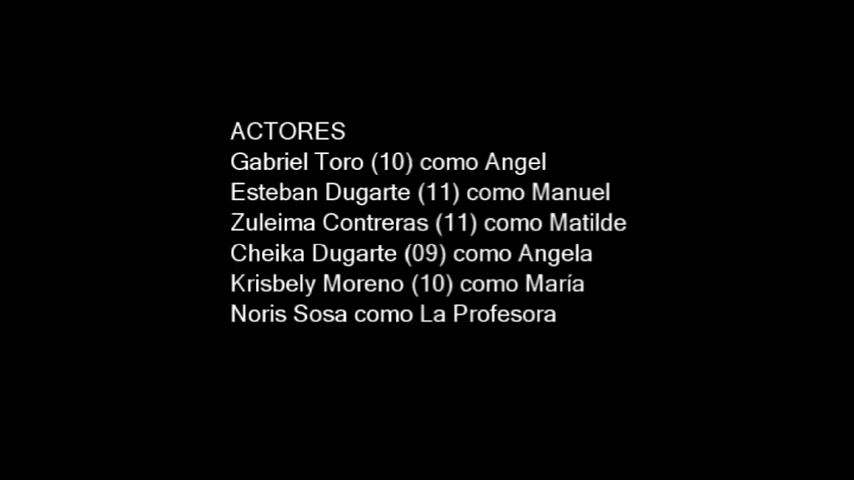 ACTORES
Gabriel Toro (10) como Angel
Esteban Dugarte (11) como Manuel
Zuleima Contreras (11) como Matilde
Cheika Dugarte (09) como Angela
Krisbely Moreno (10) como María
Noris Sosa como La Profesora